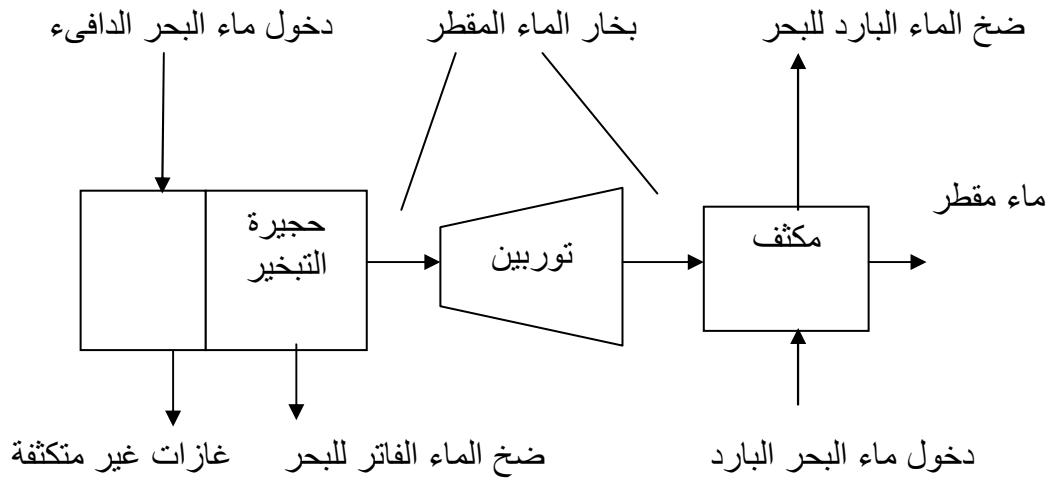 ضخ الماء البارد للبحر
بخار الماء المقطر
دخول ماء البحر الدافىء
ماء مقطر
مكثف
توربين
حجيرة
التبخير
دخول ماء البحر البارد
ضخ الماء الفاتر للبحر
غازات غير متكثفة